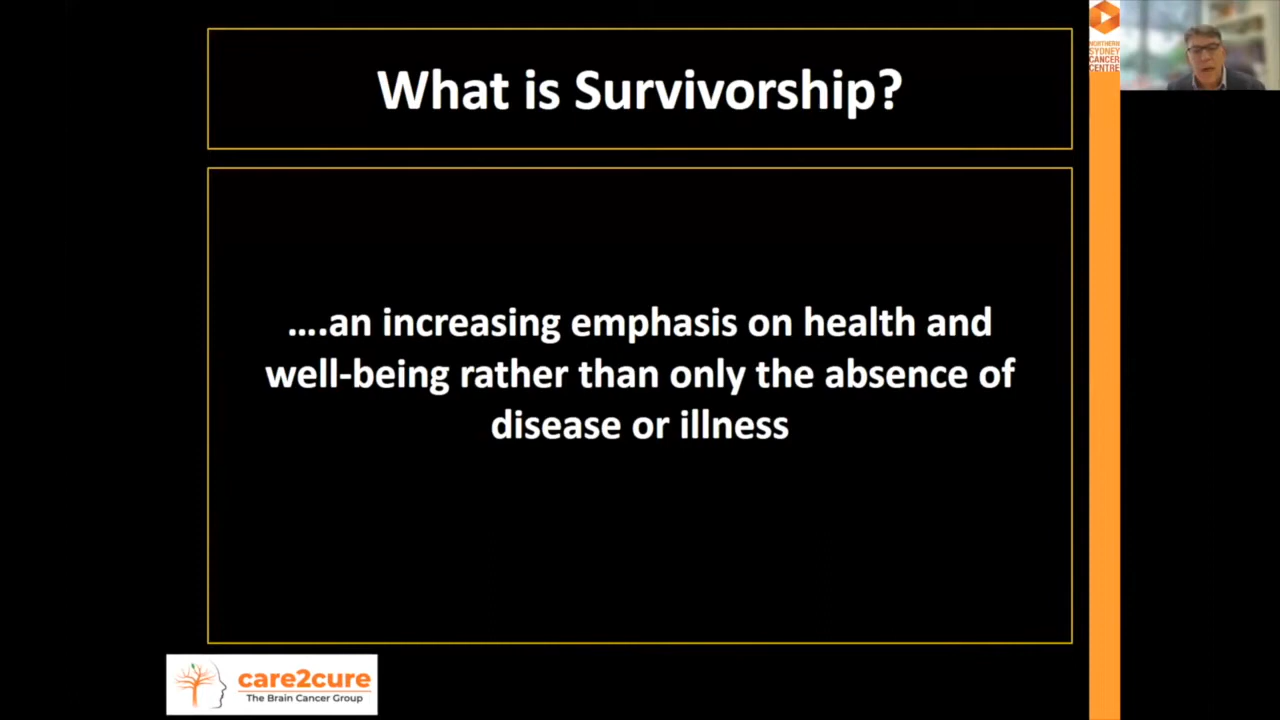 What is Survivorship?
….an increasing emphasis on health and
well-being rather than only the absence of
disease or illness
care2cure
The Brain Cancer Group
NORTHERN
SYDNEY
CANCER
CENTRE